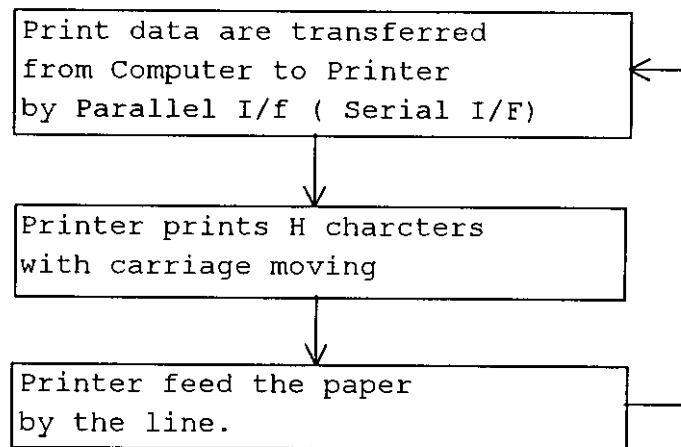 Print data are transferred
from Computer to Printer
by Parallel I/f ( Serial I/F)
Printer prints H charcters
with carriage moving
Printer feed the paper
by the line.